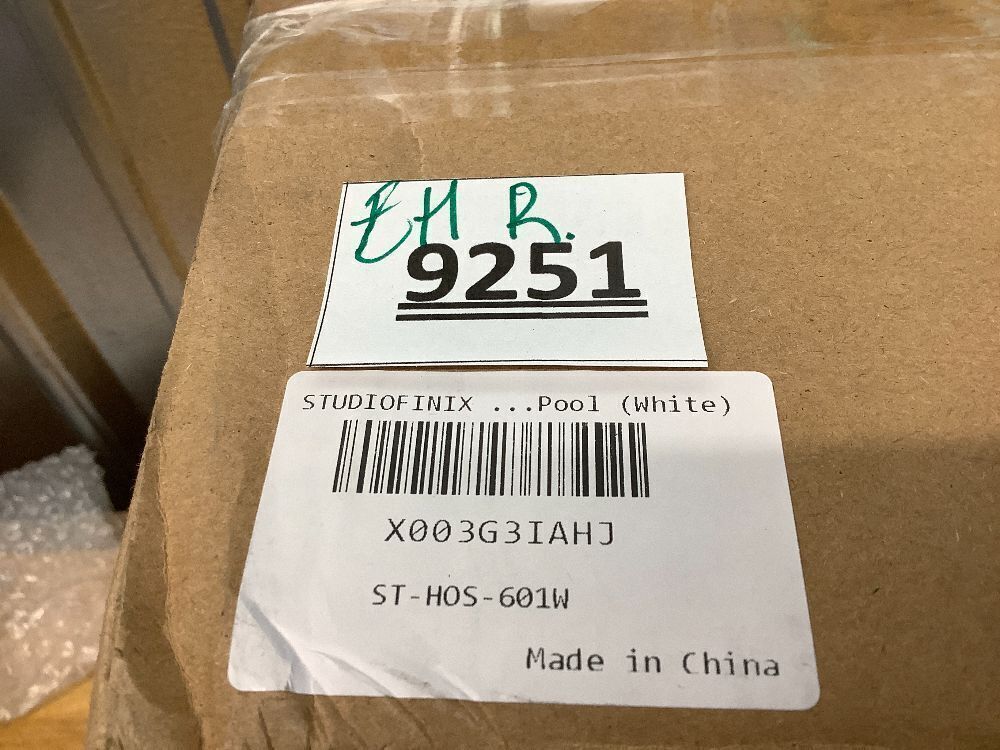 EH R.
9251
STUDIOFINIX ...Pool (White)
X003G3IAHJ
ST-HOS-601W
Made in China